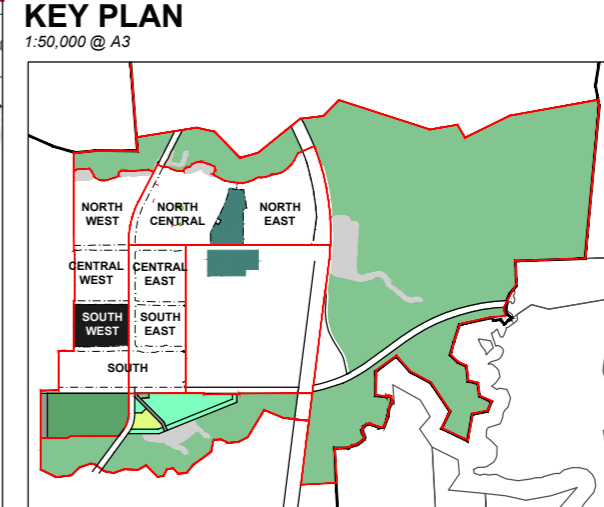 KEY PLAN
1:50,000 @ A3
NORTH
WEST
NORTH
CENTRAL
NORTH
EAST
CENTRAL
WEST
CENTRAL
EAST
SOUTH
WEST
SOUTH
EAST
SOUTH